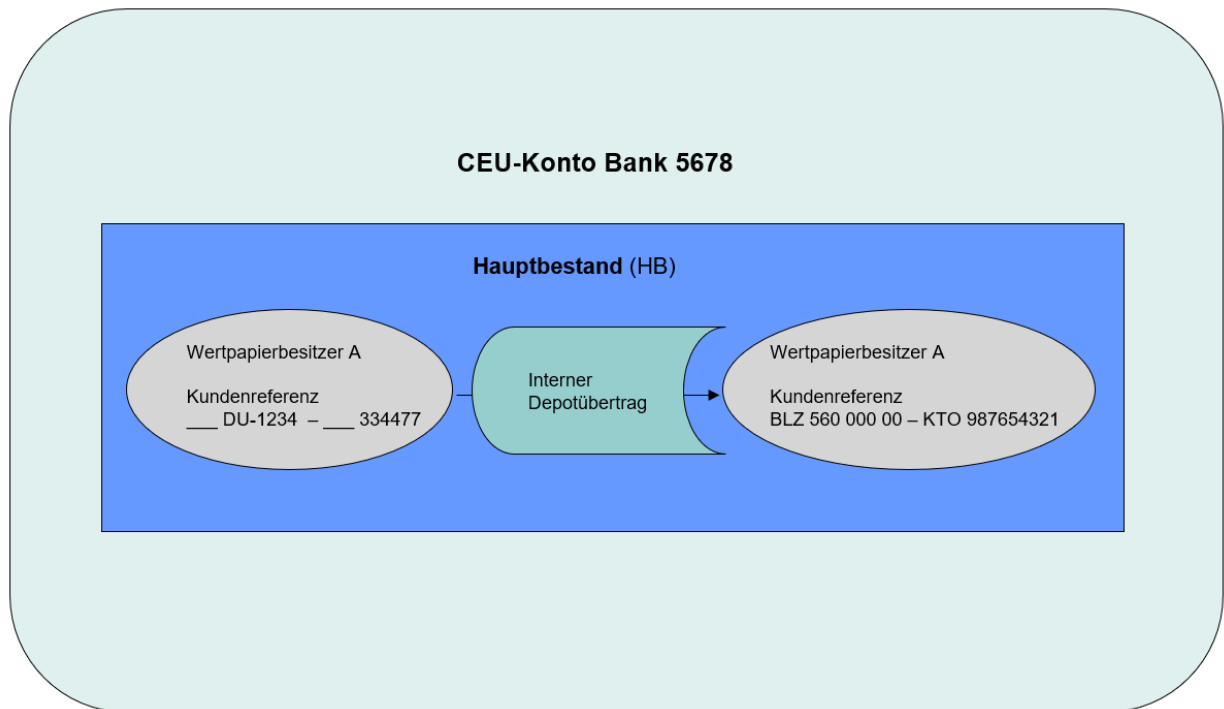 CEU-Konto Bank 5678
Hauptbestand (HB)
Wertpapierbesitzer A
Kundenreferenz
___ DU-1234 – ___ 334477
Interner
Depotübertrag
Wertpapierbesitzer A
Kundenreferenz
BLZ 560 000 00 – KTO 987654321